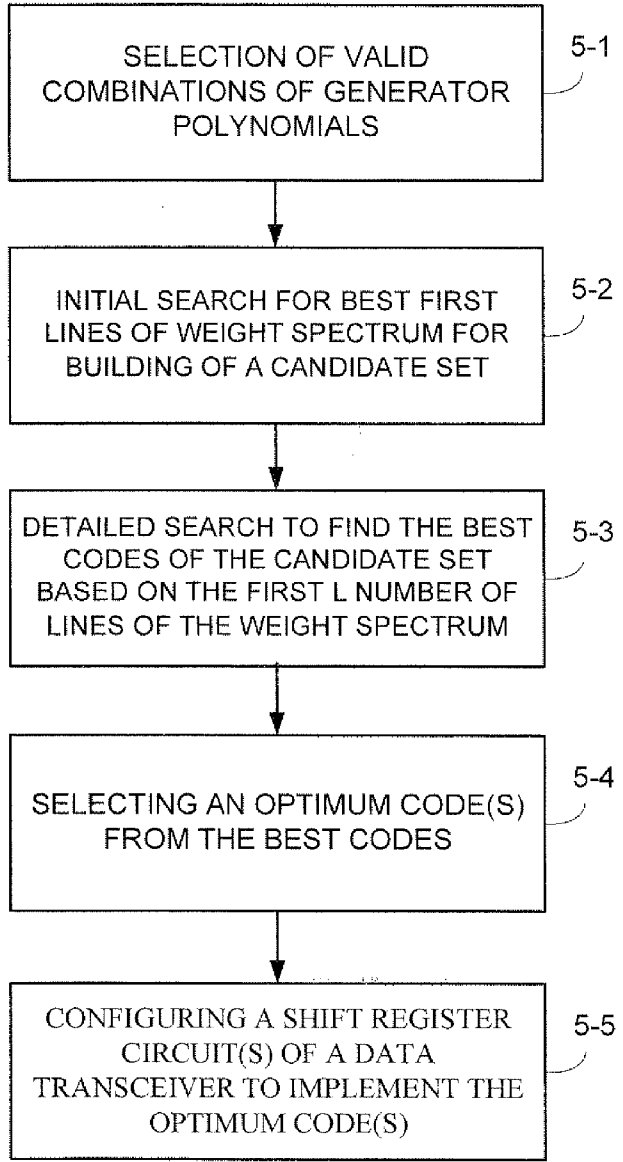 SELECTION OF VALID
COMBINATIONS OF GENERATOR
POLYNOMIALS
5-1
INITIAL SEARCH FOR BEST FIRST
LINES OF WEIGHT SPECTRUM FOR
BUILDING OF A CANDIDATE SET
5-2
DETAILED SEARCH TO FIND THE BEST
CODES OF THE CANDIDATE SET
BASED ON THE FIRST L NUMBER OF
LINES OF THE WEIGHT SPECTRUM
5-3
SELECTING AN OPTIMUM CODE(S)
FROM THE BEST CODES
5-4
CONFIGURING A SHIFT REGISTER
CIRCUIT(S) OF A DATA
TRANSCEIVER TO IMPLEMENT THE
OPTIMUM CODE(S)
5-5